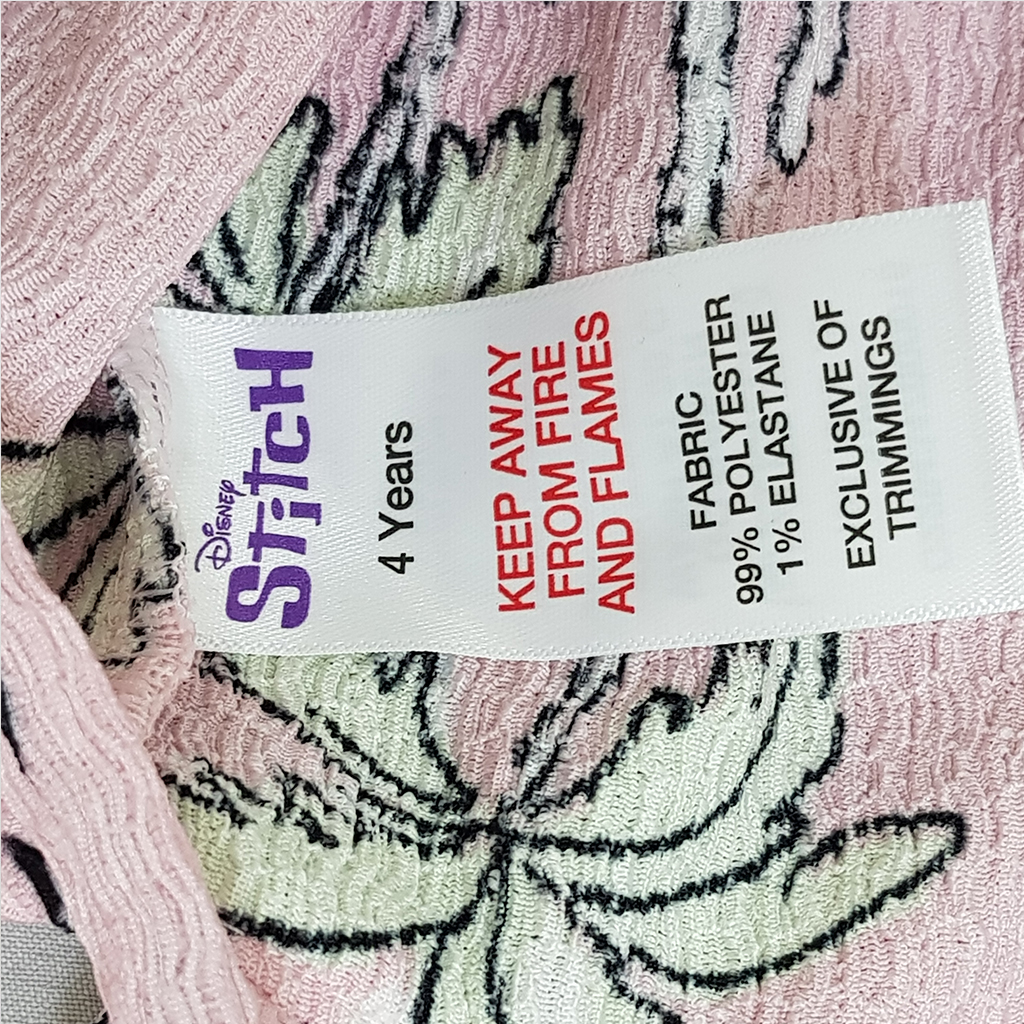 Disney
Stitch
4 Years
KEEP AWAY
FROM FIRE
AND FLAMES
FABRIC
99% POLYESTER
1% ELASTANE
EXCLUSIVE OF
TRIMMINGS